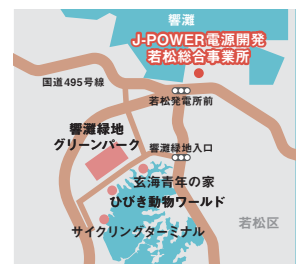 響灘
J-POWER電源開発
若松総合事業所
国道495号線
若松発電所前
響灘緑地
グリーンパーク
響灘緑地入口
玄海青年の家
ひびき動物ワールド
サイクリングターミナル
若松区